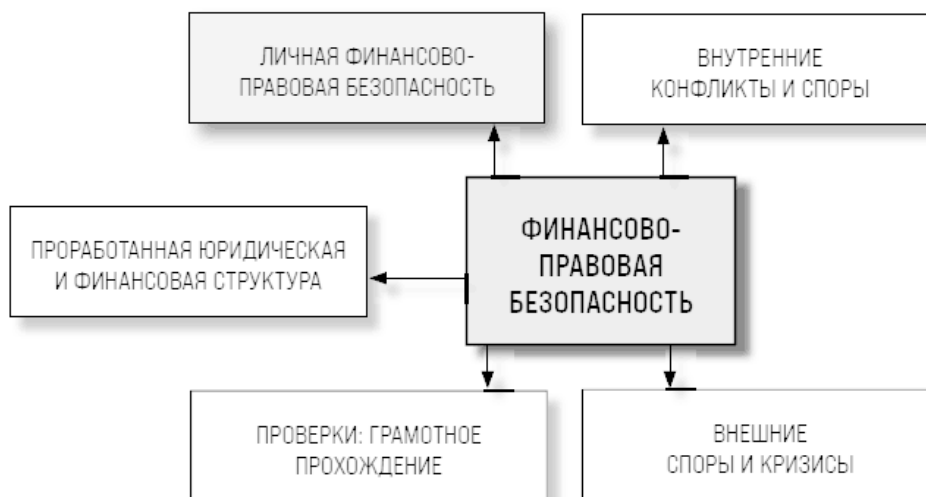 ЛИЧНАЯ ФИНАНСОВО-
ПРАВОВАЯ БЕЗОПАСНОСТЬ
ВНУТРЕННИЕ
КОНФЛИКТЫ И СПОРЫ
ПРОРАБОТАННАЯ ЮРИДИЧЕСКАЯ
И ФИНАНСОВАЯ СТРУКТУРА
ФИНАНСОВО-
ПРАВОВАЯ
БЕЗОПАСНОСТЬ
ПРОВЕРКИ: ГРАМОТНОЕ
ПРОХОЖДЕНИЕ
ВНЕШНИЕ
СПОРЫ И КРИЗИСЫ